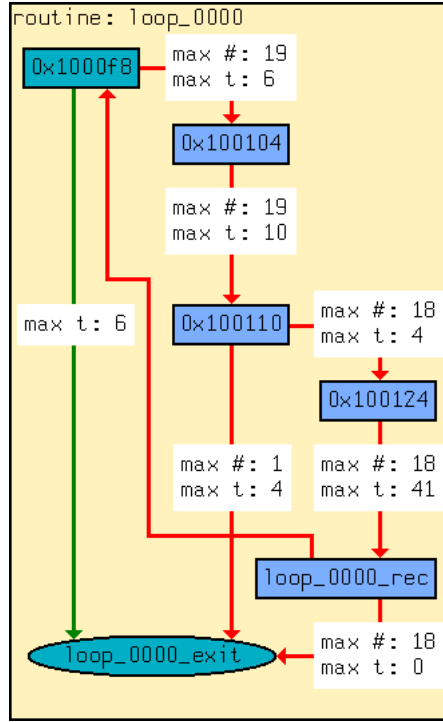 routine: loop_0000
0x1000f8
max #: 19
max t: 6
0x100104
max #: 19
max t: 10
max t: 6
0x100110
max #: 18
max t: 4
0x100124
max #: 1
max t: 4
max #: 18
max t: 41
loop_0000_rec
loop_0000_exit
max #: 18
max t: 0